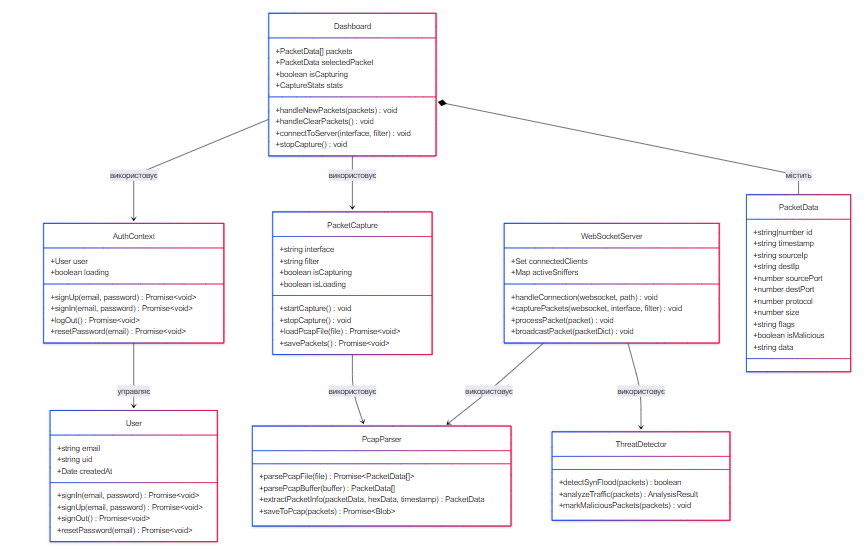 Dashboard
+PacketData[] packets
+PacketData selectedPacket
+boolean isCapturing
+CaptureStats stats
+handleNewPackets(packets) : void
+handleClearPackets() : void
+connectToServer(interface, filter) : void
+stopCapture() : void
використовує
використовує
містить
AuthContext
+User user
+boolean loading
+signUp(email, password) : Promise<void>
+signIn(email, password) : Promise<void>
+logOut() : Promise<void>
+resetPassword(email) : Promise<void>
PacketCapture
+string interface
+string filter
+boolean isCapturing
+boolean isLoading
+startCapture() : void
+stopCapture() : void
+loadPcapFile(file) : Promise<void>
+savePackets() : Promise<void>
WebSocketServer
+Set connectedClients
+Map activeSniffers
+handleConnection(websocket, path) : void
+capturePackets(websocket, interface, filter) : void
+processPacket(packet) : void
+broadcastPacket(packetDict) : void
PacketData
+string|number id
+string timestamp
+string sourceIp
+string destIp
+number sourcePort
+number destPort
+number protocol
+number size
+string flags
+boolean isMalicious
+string data
управляє
використовує
використовує
використовує
User
+string email
+string uid
+Date createdAt
+signIn(email, password) : Promise<void>
+signUp(email, password) : Promise<void>
+signOut() : Promise<void>
+resetPassword(email) : Promise<void>
PcapParser
+parsePcapFile(file) : Promise<PacketData[]>
+parsePcapBuffer(buffer) : PacketData[]
+extractPacketInfo(packetData, hexData, timestamp) : PacketData
+saveToPcap(packets) : Promise<Blob>
ThreatDetector
+detectSynFlood(packets) : boolean
+analyzeTraffic(packets) : AnalysisResult
+markMaliciousPackets(packets) : void